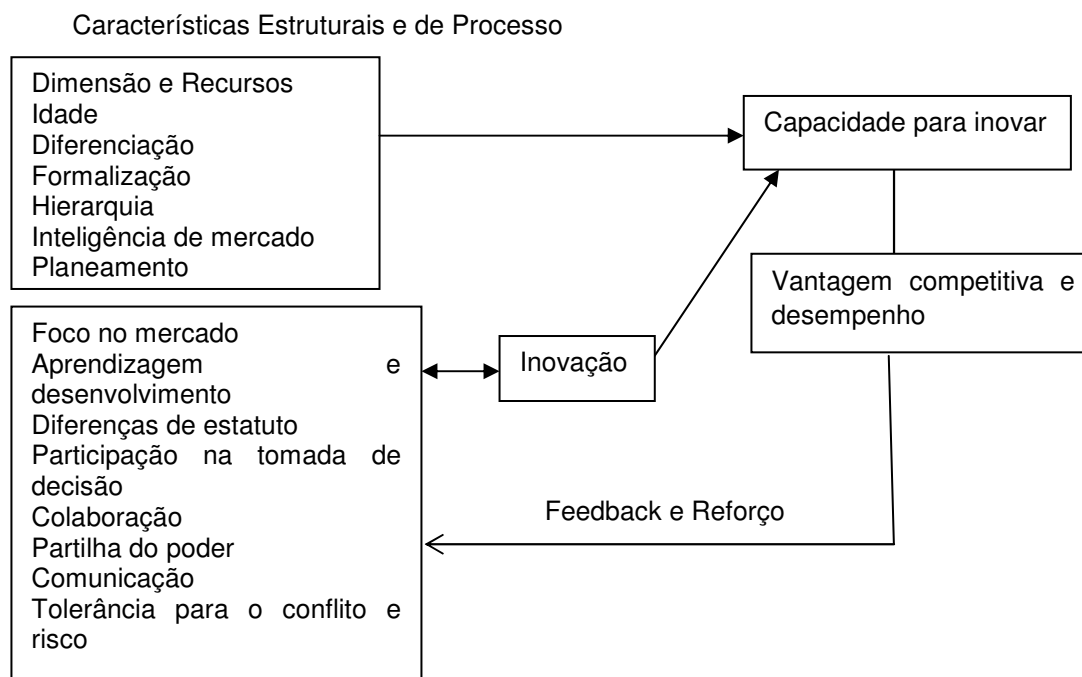 Características Estruturais e de Processo
Dimensão e Recursos
Idade
Diferenciação
Formalização
Hierarquia
Inteligência de mercado
Planeamento
Capacidade para inovar
Vantagem competitiva e
desempenho
Foco no mercado
Aprendizagem e
desenvolvimento
Diferenças de estatuto
Participação na tomada de
decisão
Colaboração
Partilha do poder
Comunicação
Tolerância para o conflito e
risco
Inovação
Feedback e Reforço